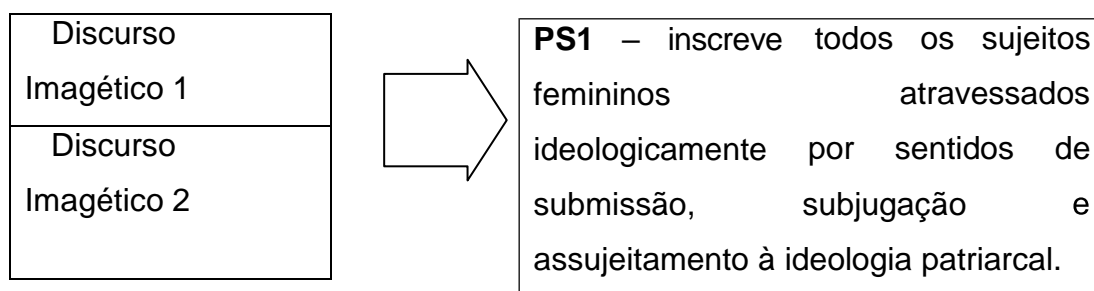 Discurso
Imagético 1
Discurso
Imagético 2
PS1 – inscreve todos os sujeitos
femininos atravessados
ideologicamente por sentidos de
submissão, subjugação e
assujeitamento à ideologia patriarcal.